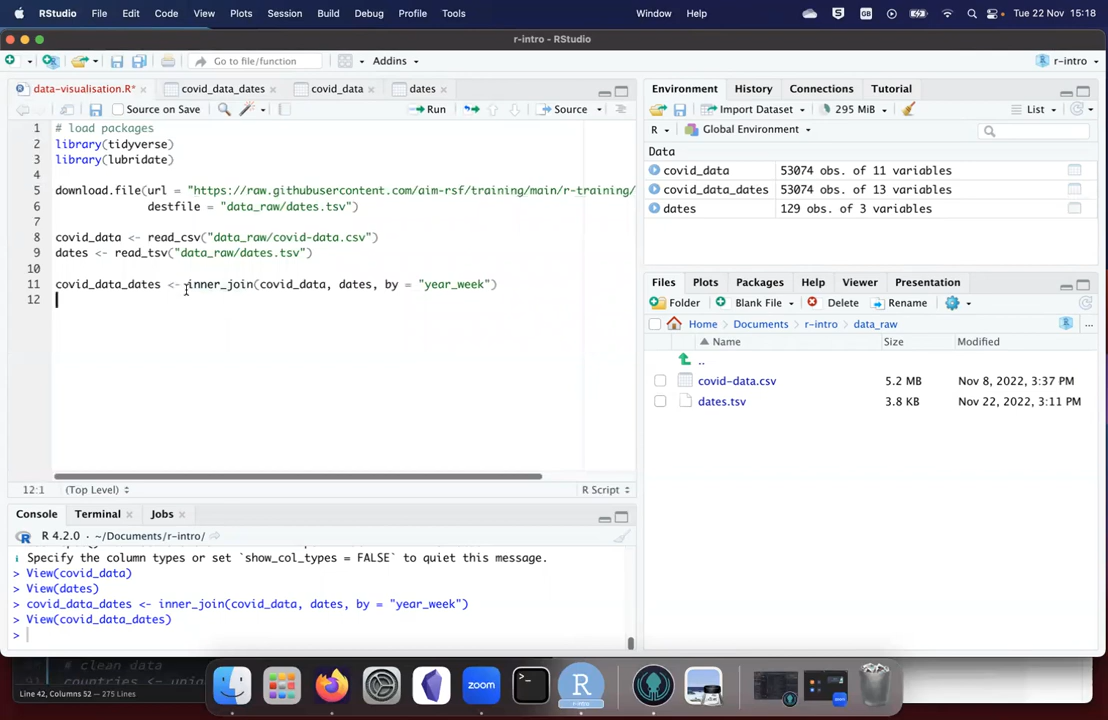 RStudio File Edit Code View Plots Session Build Debug Profile Tools Window Help Tue 22 Nov 15:18
r-intro - RStudio
Go to file/function Addins r-intro
data-visualisation.R* covid_data_dates covid_data dates
Source on Save Run Source
1 # load packages
2 library(tidyverse)
3 library(lubridate)
4
5 download.file(url = "https://raw.githubusercontent.com/aim-rsf/training/main/r-training/
6 destfile = "data_raw/dates.tsv")
7
8 covid_data <- read_csv("data_raw/covid-data.csv")
9 dates <- read_tsv("data_raw/dates.tsv")
10
11 covid_data_dates <- inner_join(covid_data, dates, by = "year_week")
12
12:1 (Top Level) R Script
Console Terminal Jobs
R 4.2.0 · ~/Documents/r-intro/
i Specify the column types or set `show_col_types = FALSE` to quiet this message.
> View(covid_data)
> View(dates)
> covid_data_dates <- inner_join(covid_data, dates, by = "year_week")
> View(covid_data_dates)
>
Environment History Connections Tutorial
Import Dataset 295 MiB List
R Global Environment
Data
covid_data 53074 obs. of 11 variables
covid_data_dates 53074 obs. of 13 variables
dates 129 obs. of 3 variables
Files Plots Packages Help Viewer Presentation
Folder Blank File Delete Rename
Home Documents r-intro data_raw
Name Size Modified
..
covid-data.csv 5.2 MB Nov 8, 2022, 3:37 PM
dates.tsv 3.8 KB Nov 22, 2022, 3:11 PM
# clean data
Line 42, Columns 52 — 275 Lines
zoom
R
r-intro